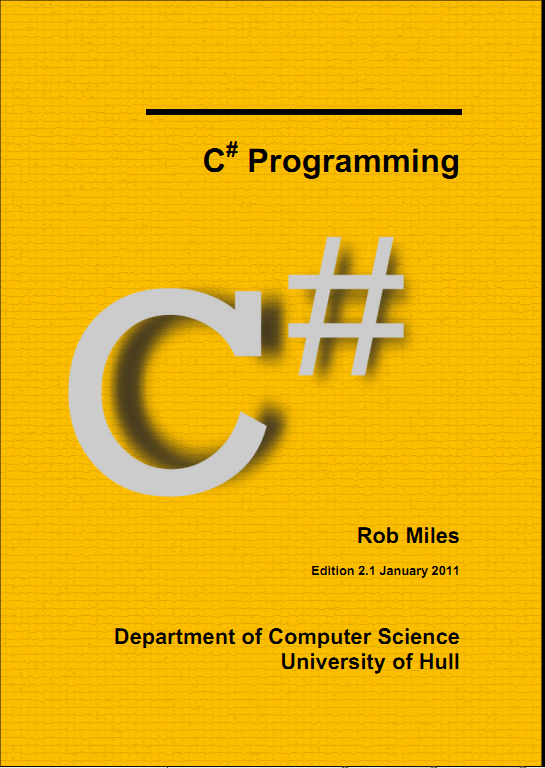 C# Programming
C#
Rob Miles
Edition 2.1 January 2011
Department of Computer Science
University of Hull